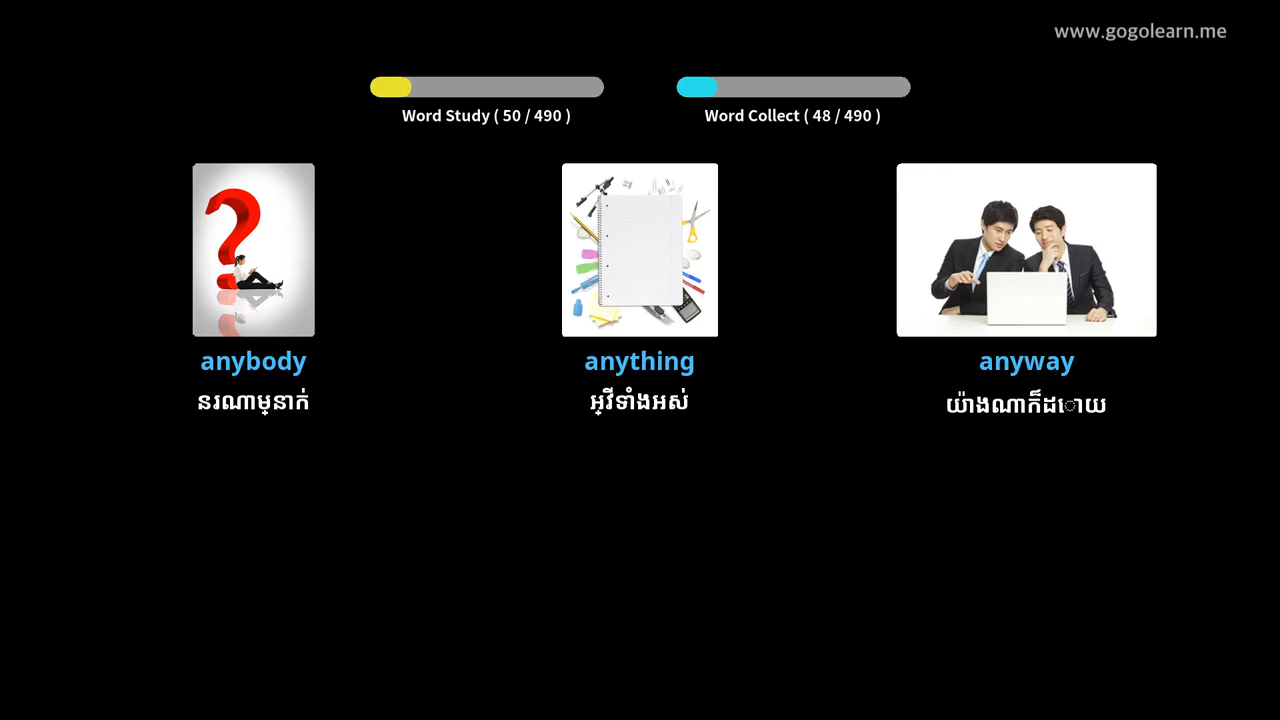 www.gogolearn.me
Word Study ( 50 / 490 )
Word Collect ( 48 / 490 )
anybody
anything
anyway
នរណាម្នាក់
អ្វីទាំងអស់
យ៉ាងណាក៏ដោយ